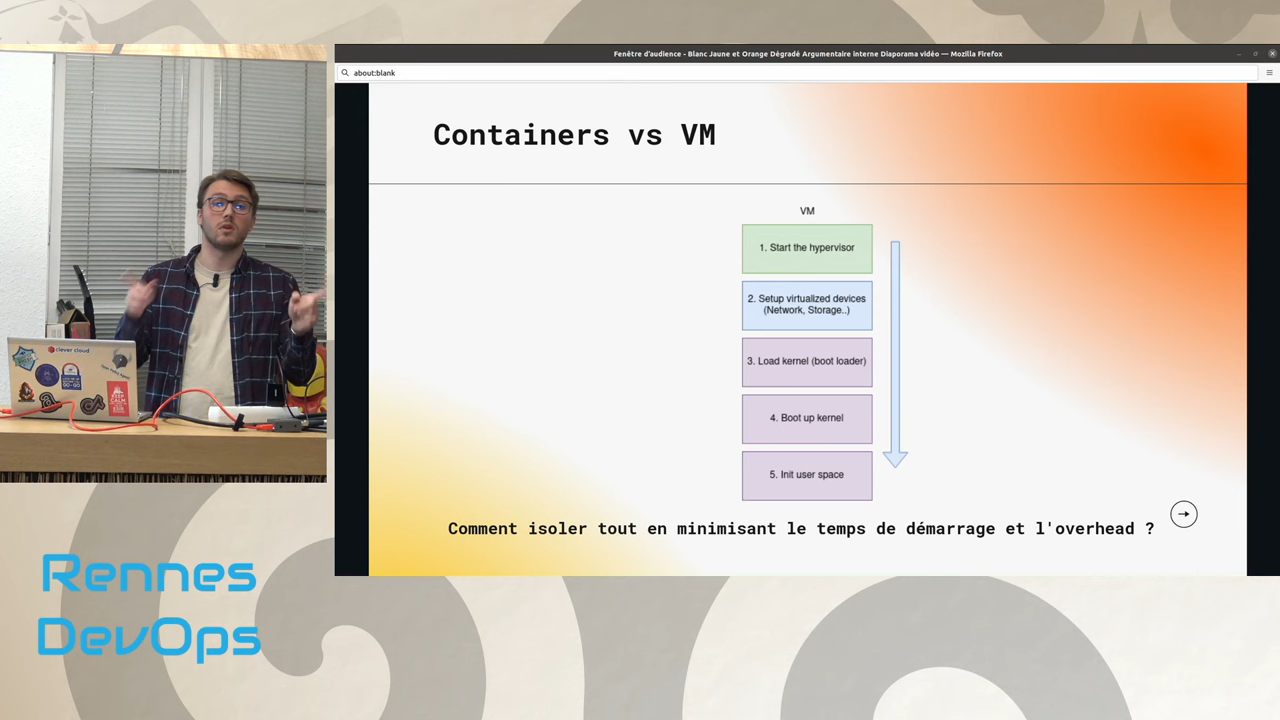 Fenêtre d'audience - Blanc Jaune et Orange Dégradé Argumentaire interne Diaporama vidéo — Mozilla Firefox
about:blank
Containers vs VM
VM
1. Start the hypervisor
2. Setup virtualized devices
(Network, Storage..)
3. Load kernel (boot loader)
4. Boot up kernel
5. Init user space
Comment isoler tout en minimisant le temps de démarrage et l'overhead ?
clever cloud
KEEP
CALM
Rennes
DevOps